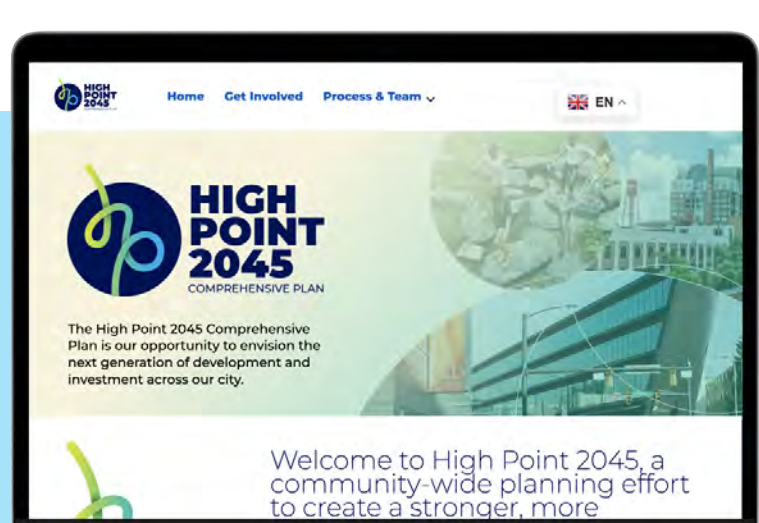 HIGH
POINT
2045
Home Get Involved Process & Team
EN
HIGH
POINT
2045
COMPREHENSIVE PLAN
The High Point 2045 Comprehensive
Plan is our opportunity to envision the
next generation of development and
investment across our city.
Welcome to High Point 2045, a
community-wide planning effort
to create a stronger, more